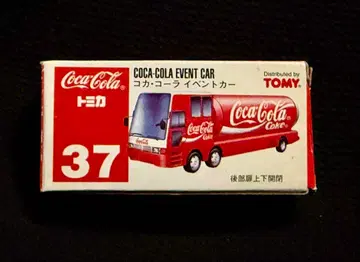 Coca-Cola
トミカ
37
COCA-COLA EVENT CAR
コカ・コーラ イベントカー
Distributed by
TOMY
Coca-Cola
Coke
Coca-Cola
Coke
後部扉上下開閉